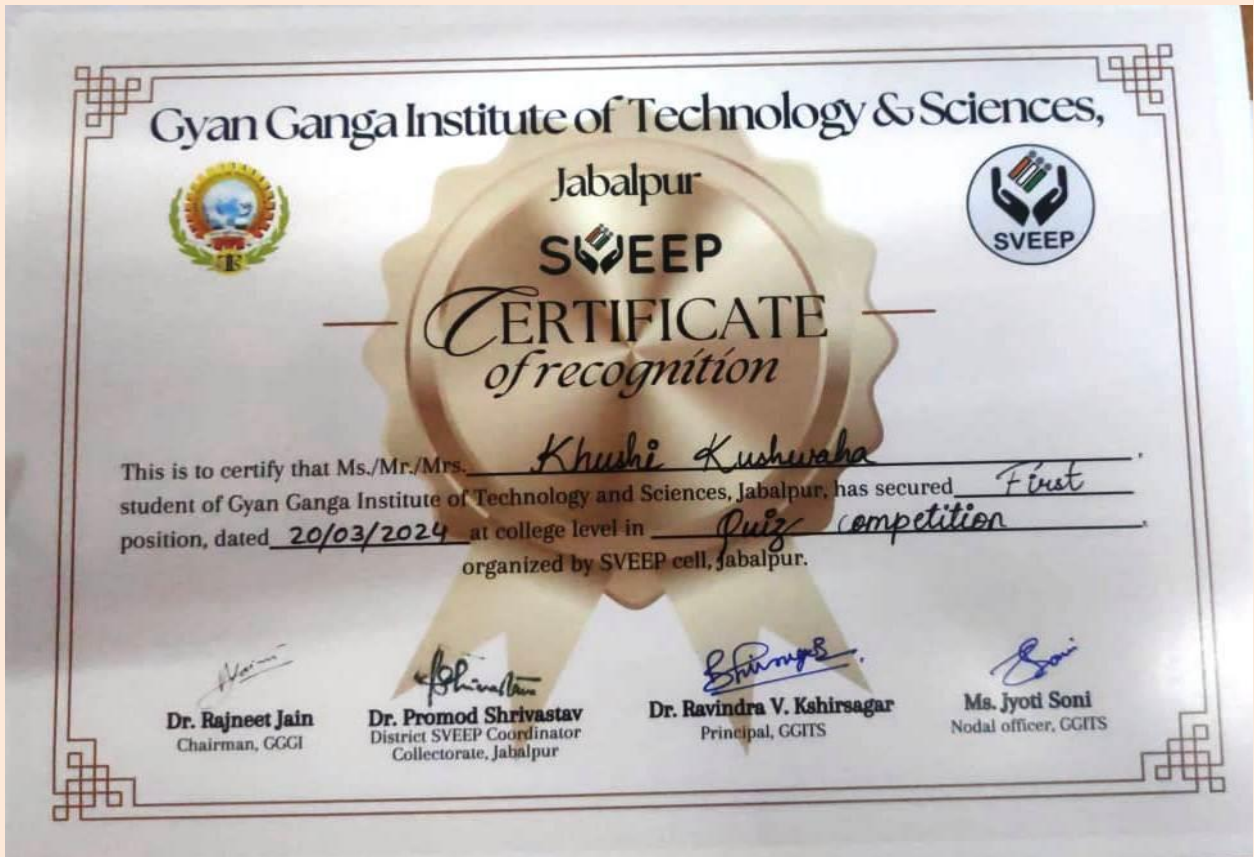 Gyan Ganga Institute of Technology & Sciences,
Jabalpur
SVEEP
SVEEP
CERTIFICATE
of recognition
This is to certify that Ms./Mr./Mrs. Khushi Kushwaha.
student of Gyan Ganga Institute of Technology and Sciences, Jabalpur, has secured First
position, dated 20/03/2024 at college level in Quiz competition.
organized by SVEEP cell, Jabalpur.
Dr. Rajneet Jain
Chairman, GGGI
Dr. Promod Shrivastav
District SVEEP Coordinator
Collectorate, Jabalpur
Dr. Ravindra V. Kshirsagar
Principal, GGITS
Ms. Jyoti Soni
Nodal officer, GGITS